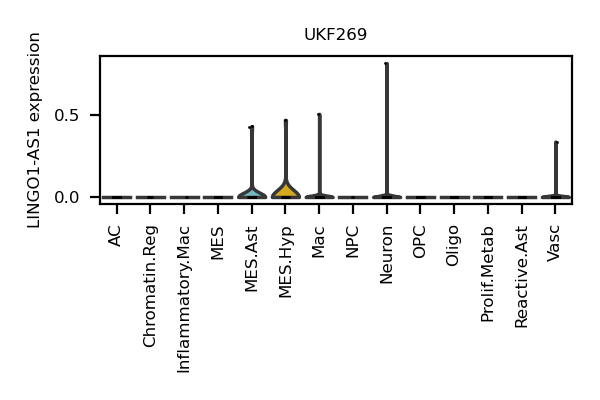 UKF269
LINGO1-AS1 expression
0.5
0.0
AC
Chromatin.Reg
Inflammatory.Mac
MES
MES.Ast
MES.Hyp
Mac
NPC
Neuron
OPC
Oligo
Prolif.Metab
Reactive.Ast
Vasc